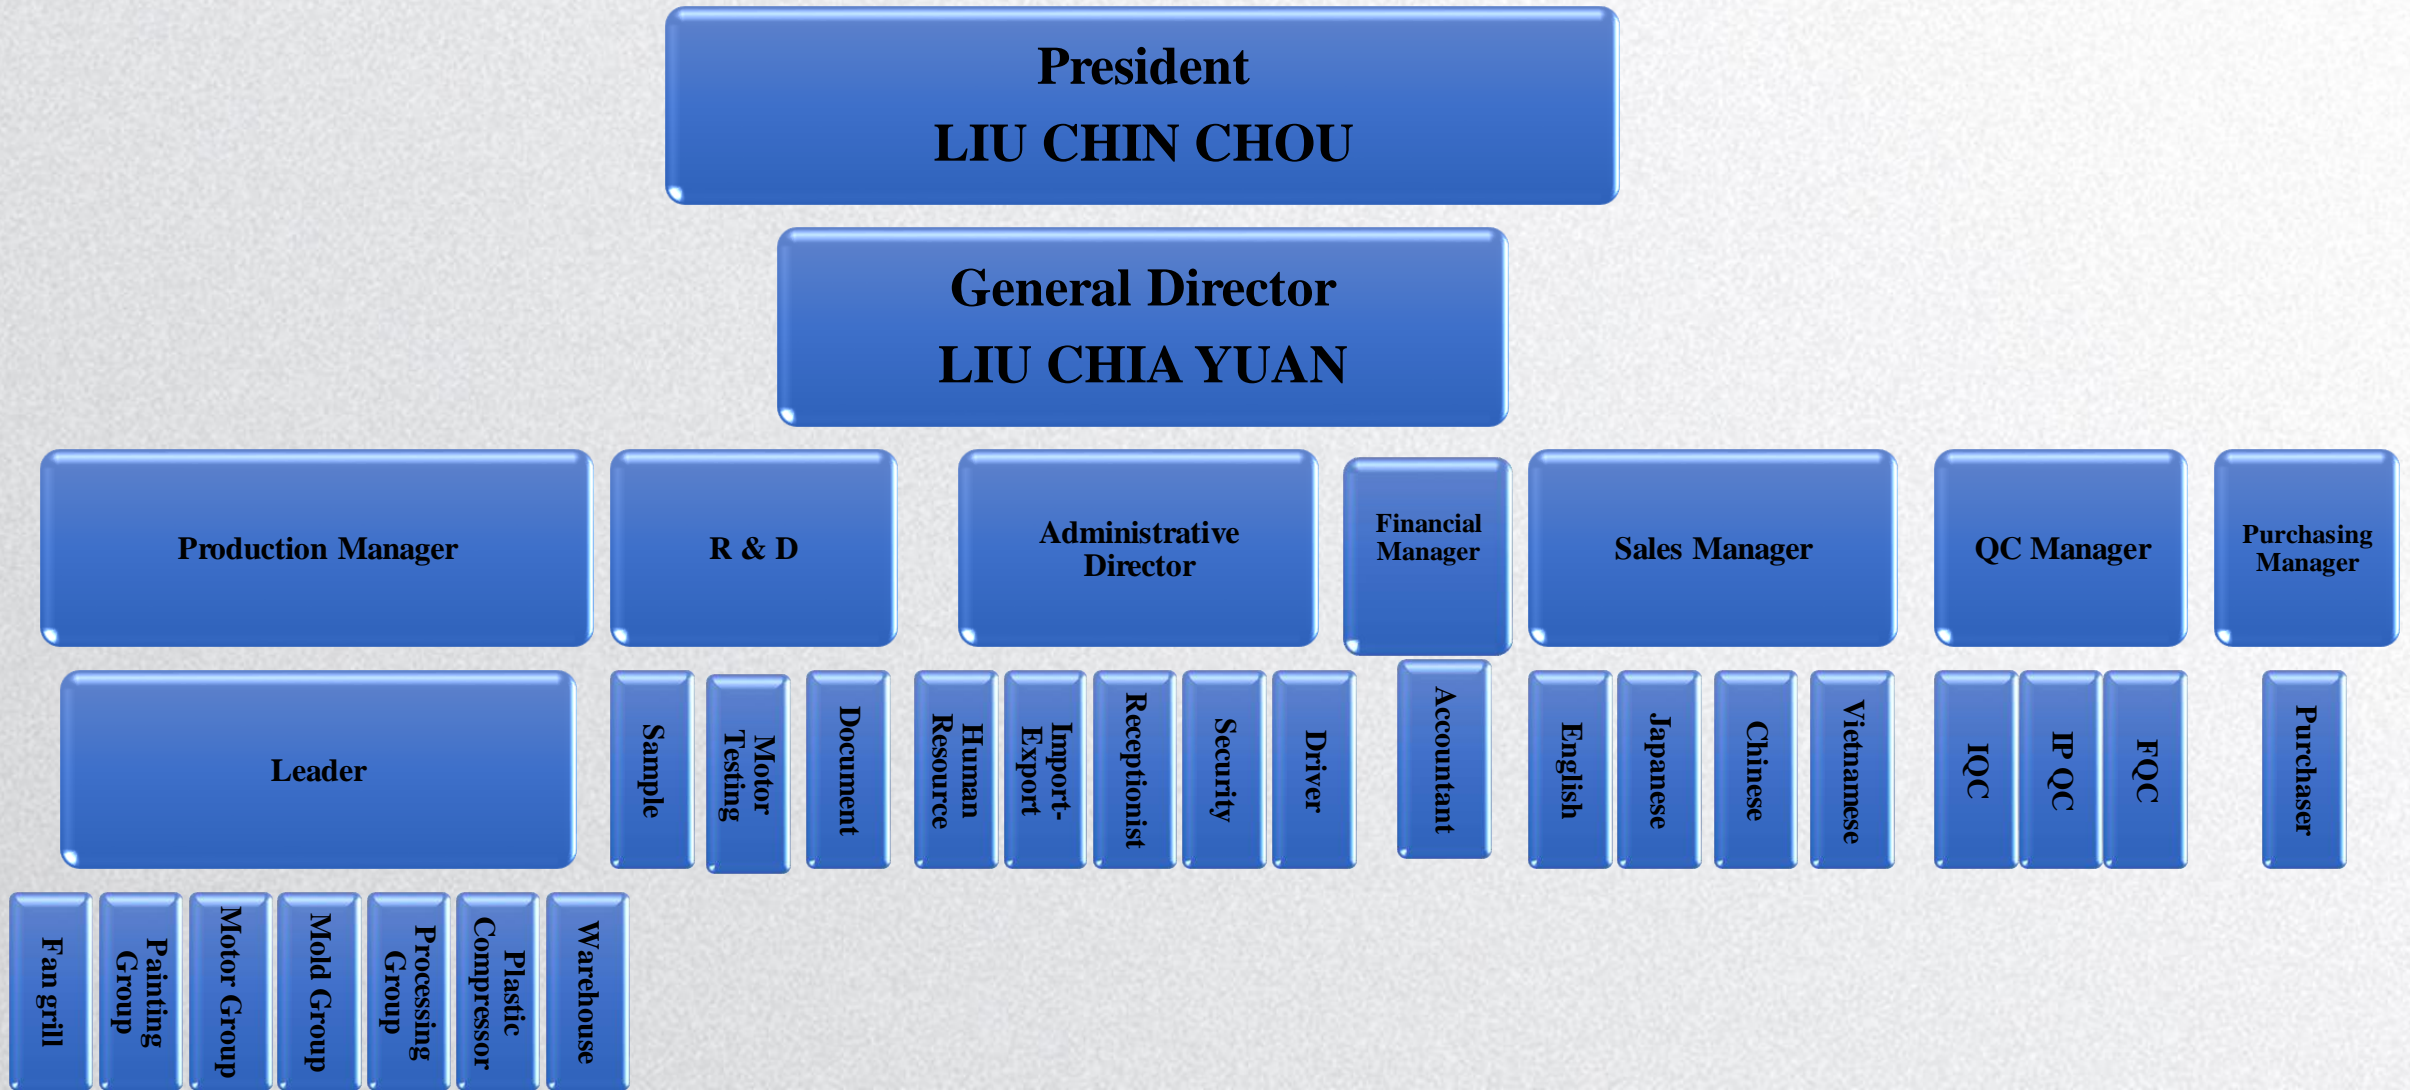 President
LIU CHIN CHOU
General Director
LIU CHIA YUAN
Production Manager
R & D
Administrative
Director
Financial
Manager
Sales Manager
QC Manager
Purchasing
Manager
Leader
Sample
Motor
Testing
Document
Human
Resource
Import-
Export
Receptionist
Security
Driver
Accountant
English
Japanese
Chinese
Vietnamese
IQC
IP QC
FQC
Purchaser
Fan grill
Painting
Group
Motor Group
Mold Group
Processing
Group
Plastic
Compressor
Warehouse